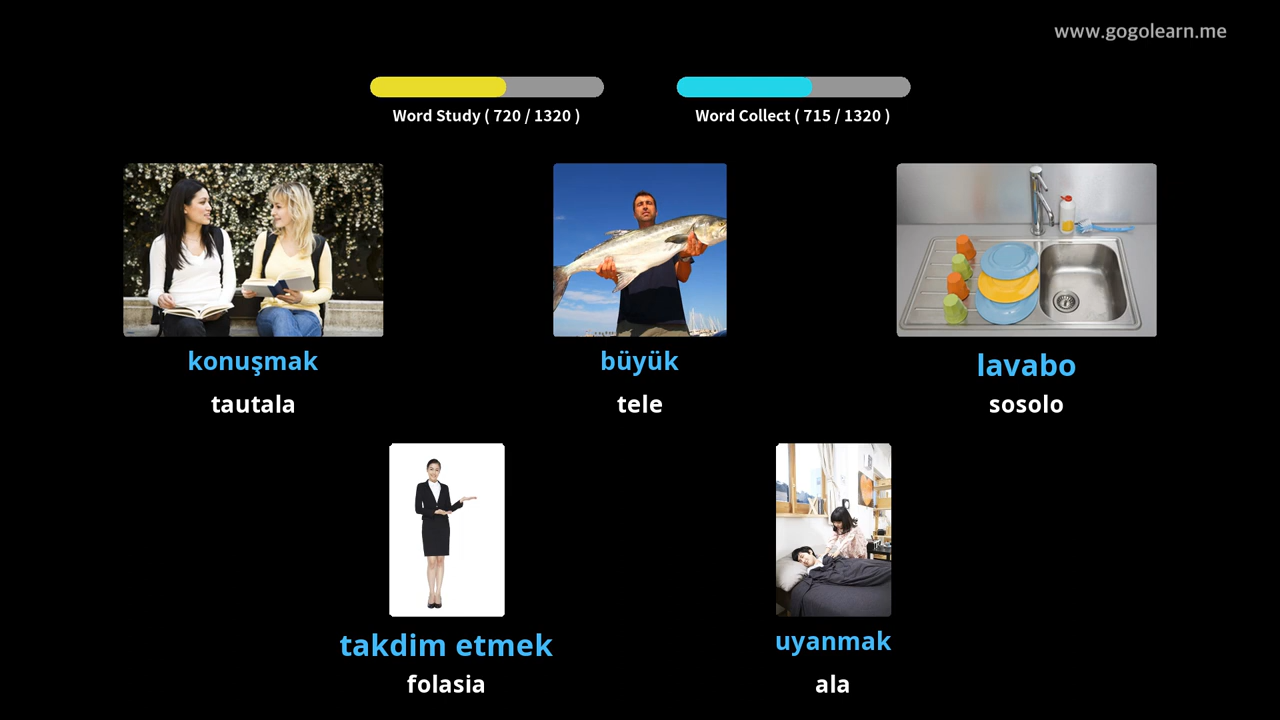 www.gogolearn.me
Word Study ( 720 / 1320 )
Word Collect ( 715 / 1320 )
konuşmak
tautala
büyük
tele
lavabo
sosolo
takdim etmek
folasia
uyanmak
ala